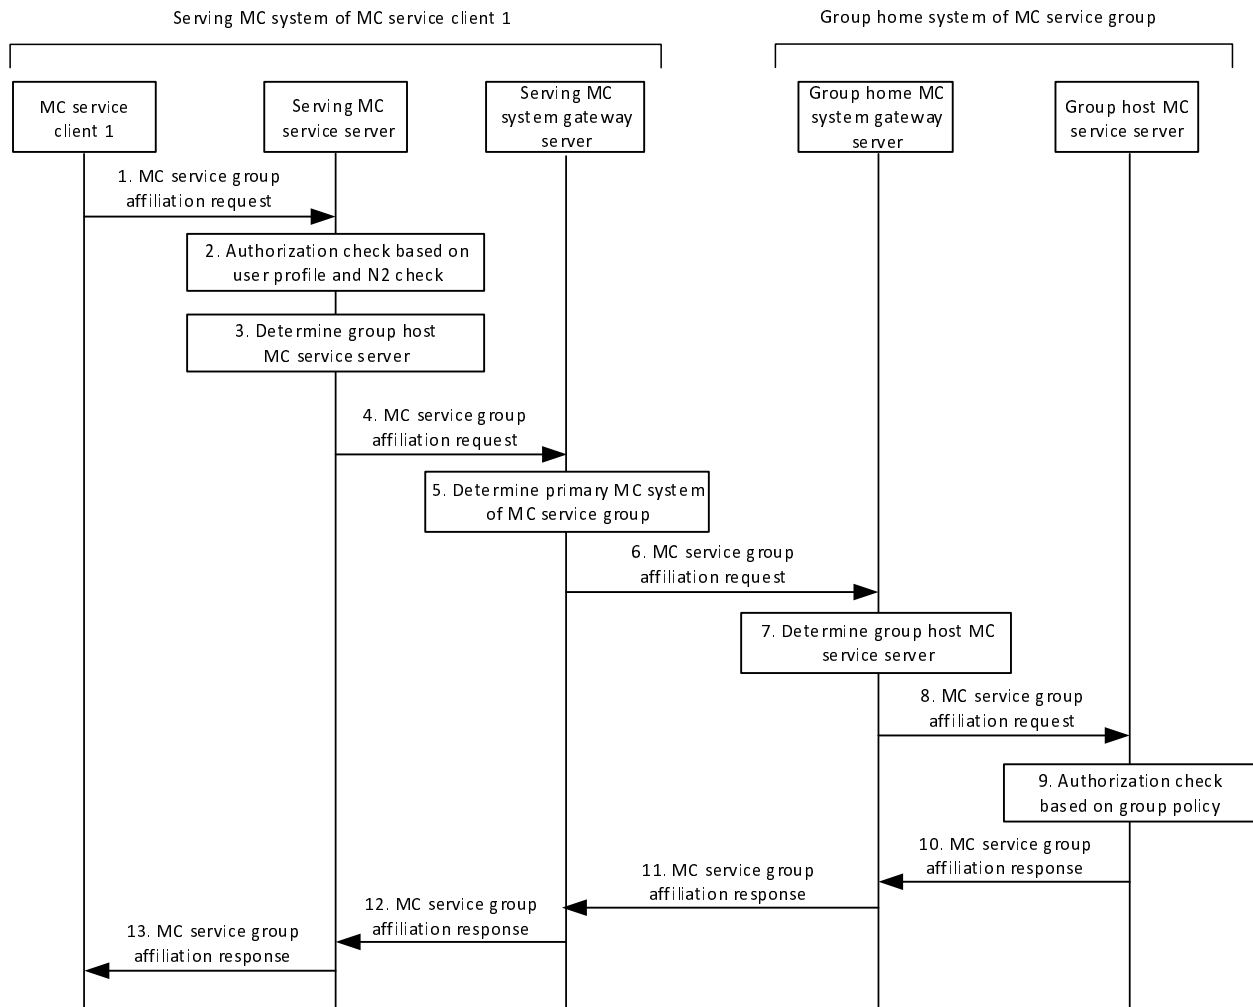 Serving MC system of MC service client 1
Group home system of MC service group
MC service
client 1
Serving MC
service server
Serving MC
system gateway
server
Group home MC
system gateway
server
Group host MC
service server
1. MC service group
affiliation request
2. Authorization check based on
user profile and N2 check
3. Determine group host
MC service server
4. MC service group
affiliation request
5. Determine primary MC system
of MC service group
6. MC service group
affiliation request
7. Determine group host MC
service server
8. MC service group
affiliation request
9. Authorization check
based on group policy
10. MC service group
affiliation response
11. MC service group
affiliation response
12. MC service group
affiliation response
13. MC service group
affiliation response